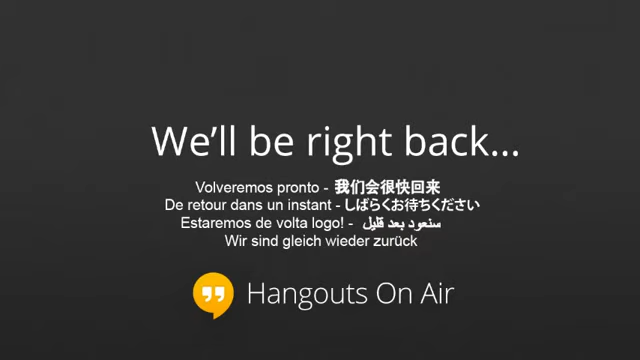 We'll be right back...
Volveremos pronto - 我们会很快回来
De retour dans un instant - しばらくお待ちください
Estaremos de volta logo! - سنعود بعد قليل
Wir sind gleich wieder zurück
Hangouts On Air